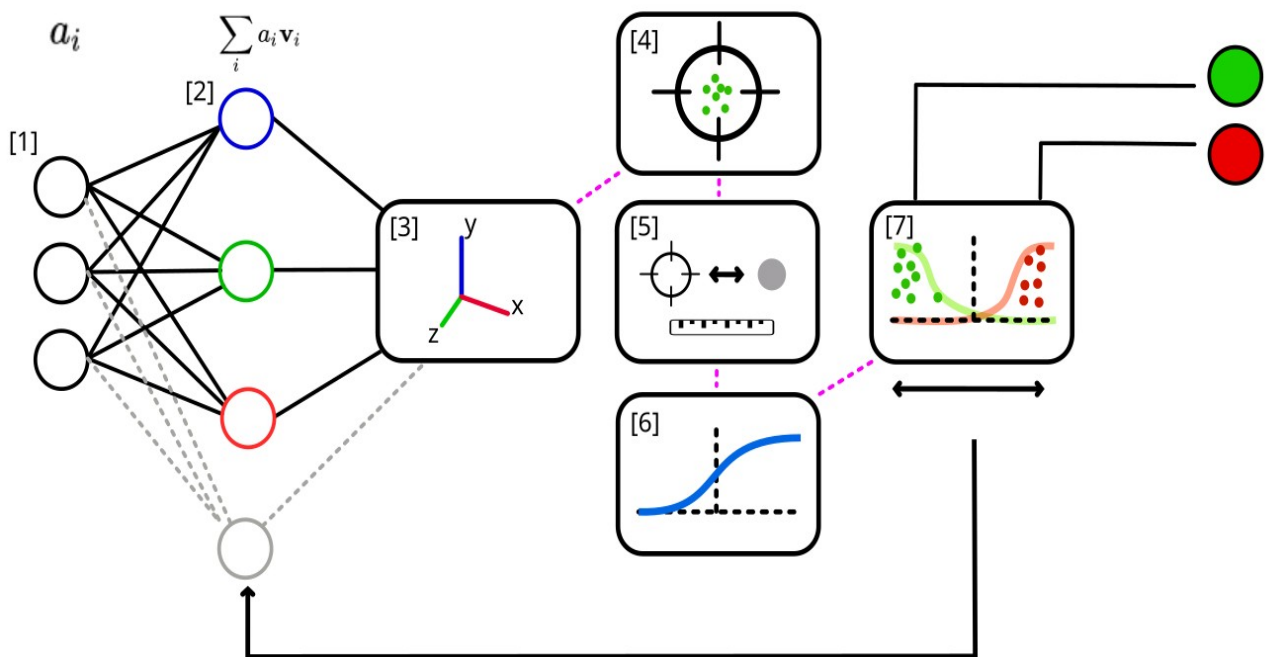 a_i
∑_i a_i v_i
[1]
[2]
[3]
y
x
z
[4]
[5]
[6]
[7]